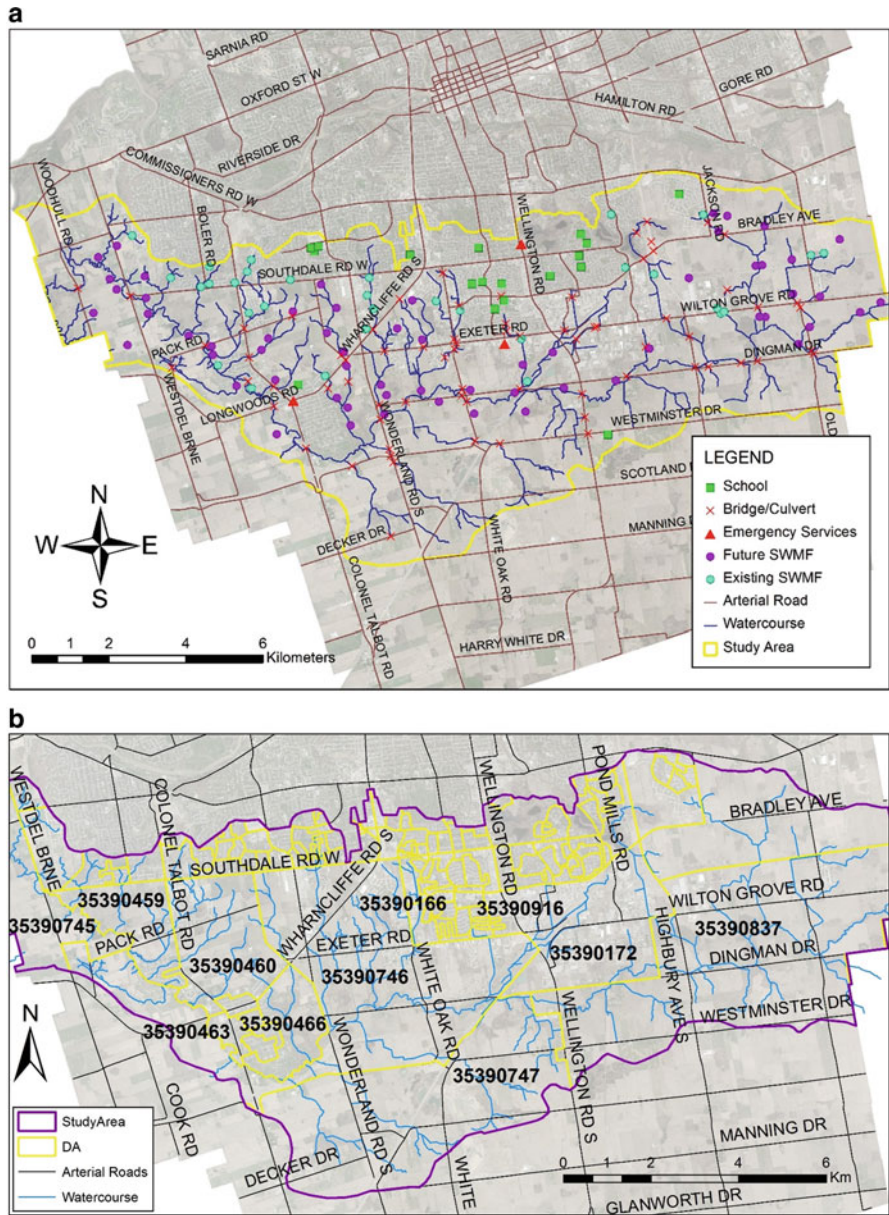 a
SARNIA RD
OXFORD ST W
GORE RD
HAMILTON RD
RIVERSIDE DR
COMMISSIONERS RD W
WOODHULL RD
BOLER RD
WELLINGTON RD
JACKSON RD
BRADLEY AVE
SOUTHDALE RD W
WHARNCLIFFE RD S
WILTON GROVE RD
EXETER RD
PACK RD
DINGMAN DR
WESTDEL BRNE
LONGWOODS RD
WONDERLAND RD S
WESTMINSTER DR
OLD
SCOTLAND
DECKER DR
WHITE OAK RD
MANNING
COLONEL TALBOT RD
HARRY WHITE DR
N
W E
S
0 2 4 6
Kilometers
LEGEND
School
Bridge/Culvert
Emergency Services
Future SWMF
Existing SWMF
Arterial Road
Watercourse
Study Area
b
WESTDEL BRNE
COLONEL TALBOT RD
WELLINGTON RD
POND MILLS RD
BRADLEY AVE
SOUTHDALE RD W
WHARNCLIFFE RD S
WILTON GROVE RD
35390459
35390166
35390916
35390745
PACK RD
EXETER RD
HIGHBURY AVE S
35390837
35390460
35390746
WHITE OAK RD
35390172
DINGMAN DR
35390463
35390466
WONDERLAND RD S
WELLINGTON RD S
WESTMINSTER DR
35390747
N
COOK RD
DECKER DR
WHITE
MANNING DR
GLANWORTH DR
StudyArea
DA
Arterial Roads
Watercourse
0 2 4 6
Km